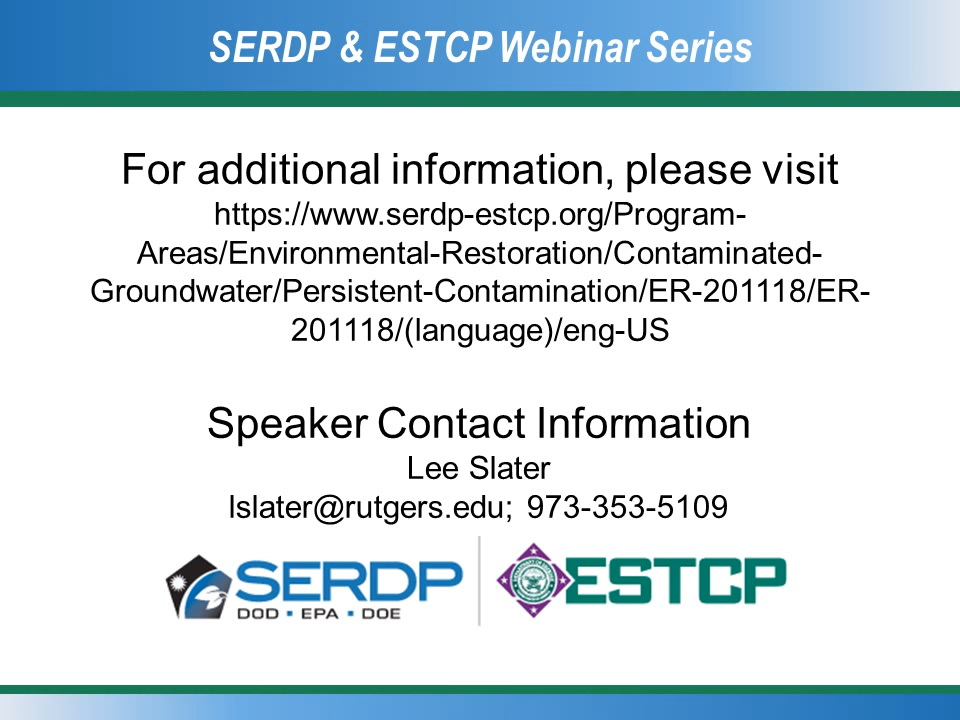 SERDP & ESTCP Webinar Series
For additional information, please visit
https://www.serdp-estcp.org/Program-
Areas/Environmental-Restoration/Contaminated-
Groundwater/Persistent-Contamination/ER-201118/ER-
201118/(language)/eng-US
Speaker Contact Information
Lee Slater
lslater@rutgers.edu; 973-353-5109
SERDP
DOD • EPA • DOE
ESTCP